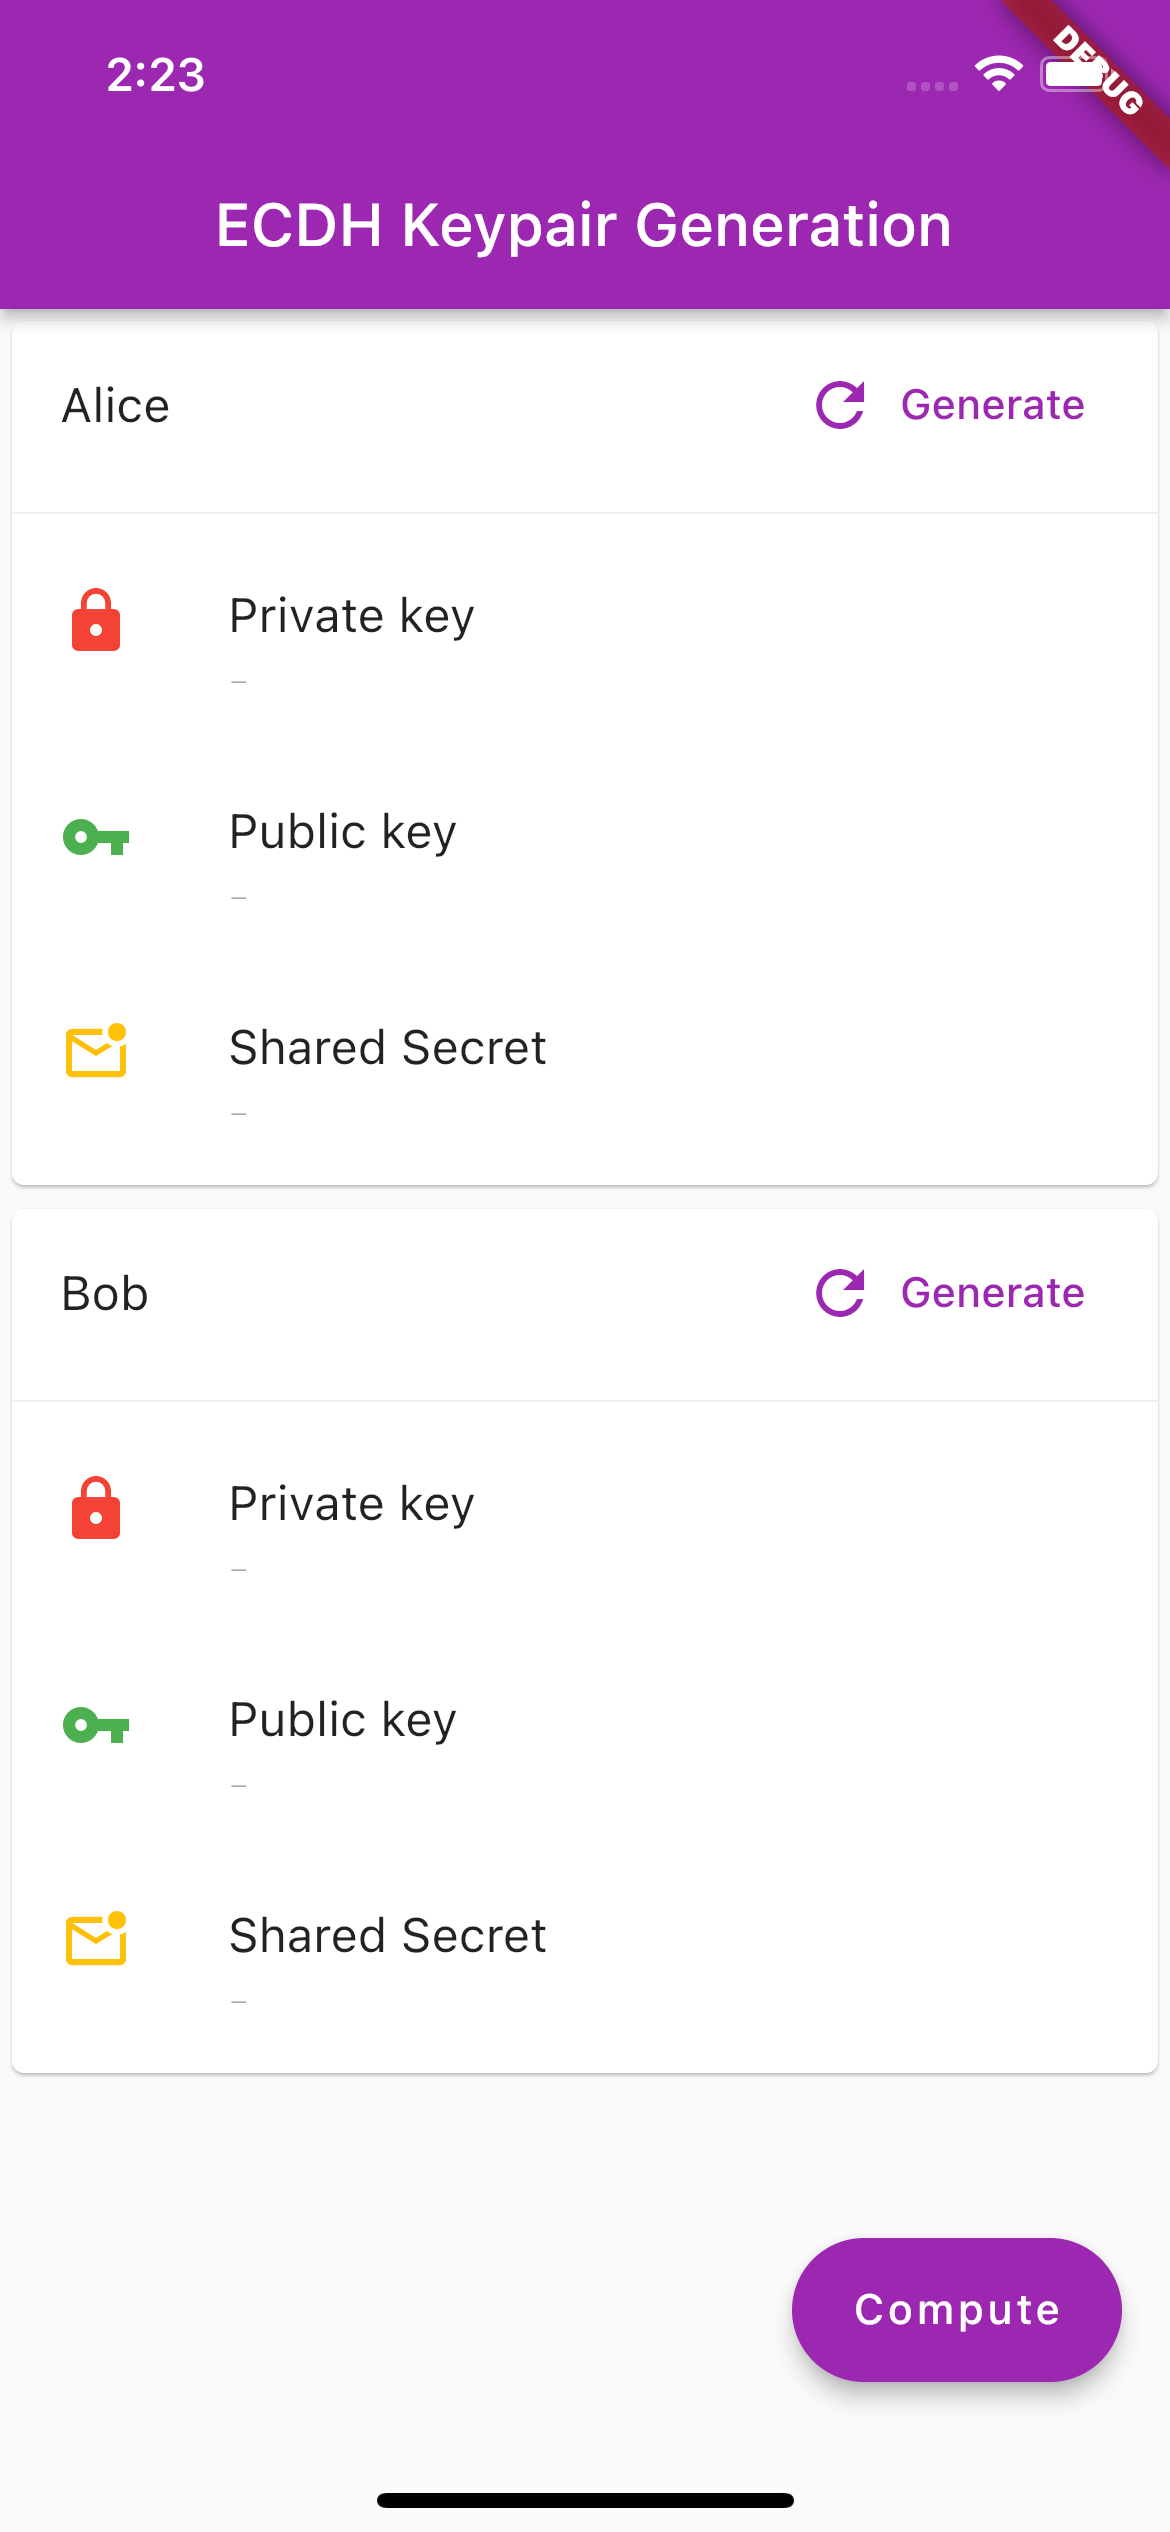 2:23
DEBUG
ECDH Keypair Generation
Alice
Generate
Private key
–
Public key
–
Shared Secret
–
Bob
Generate
Private key
–
Public key
–
Shared Secret
–
Compute